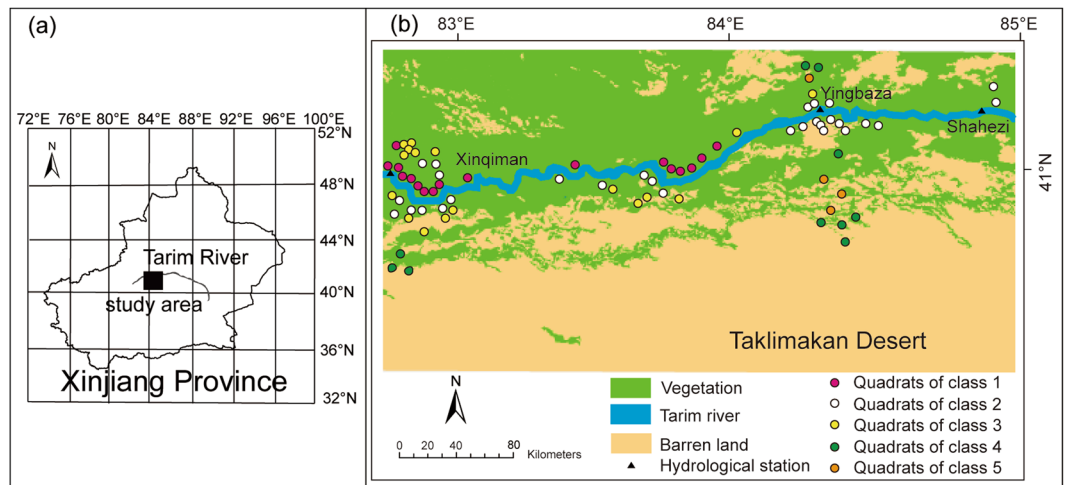 (a)
72°E 76°E 80°E 84°E 88°E 92°E 96°E 100°E
52°N
N
48°N
44°N
Tarim River
40°N
study area
36°N
Xinjiang Province
32°N
(b)
83°E 84°E 85°E
Yingbaza
Shahezi
Xinqiman
41°N
Taklimakan Desert
N
0 20 40 80
Kilometers
Vegetation
Tarim river
Barren land
Hydrological station
Quadrats of class 1
Quadrats of class 2
Quadrats of class 3
Quadrats of class 4
Quadrats of class 5